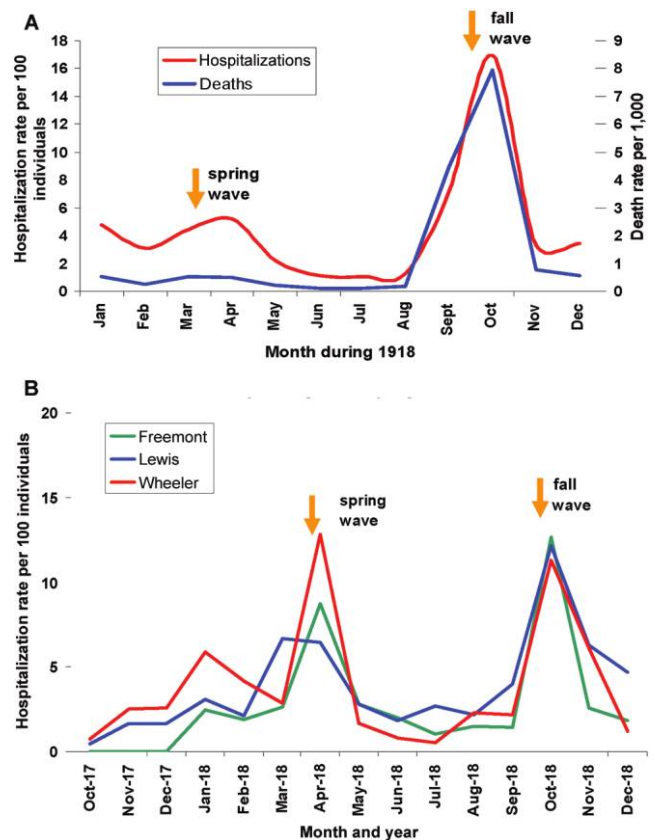 A
fall
wave
18
16
14
12
10
8
6
4
2
0
Hospitalization rate per 100
individuals
Hospitalizations
Deaths
spring
wave
9
8
7
6
5
4
3
2
1
0
Death rate per 1,000
Jan
Feb
Mar
Apr
May
Jun
Jul
Aug
Sept
Oct
Nov
Dec
Month during 1918
B
20
15
10
5
0
Hospitalization rate per 100 individuals
Freemont
Lewis
Wheeler
spring
wave
fall
wave
Oct-17
Nov-17
Dec-17
Jan-18
Feb-18
Mar-18
Apr-18
May-18
Jun-18
Jul-18
Aug-18
Sep-18
Oct-18
Nov-18
Dec-18
Month and year